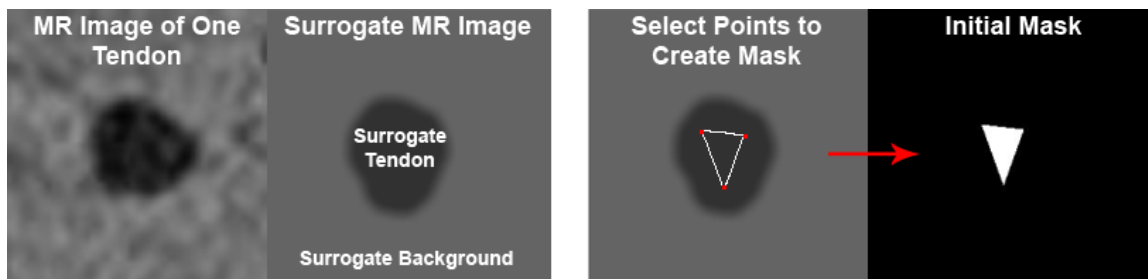 MR Image of One
Tendon
Surrogate MR Image
Surrogate
Tendon
Surrogate Background
Select Points to
Create Mask
Initial Mask